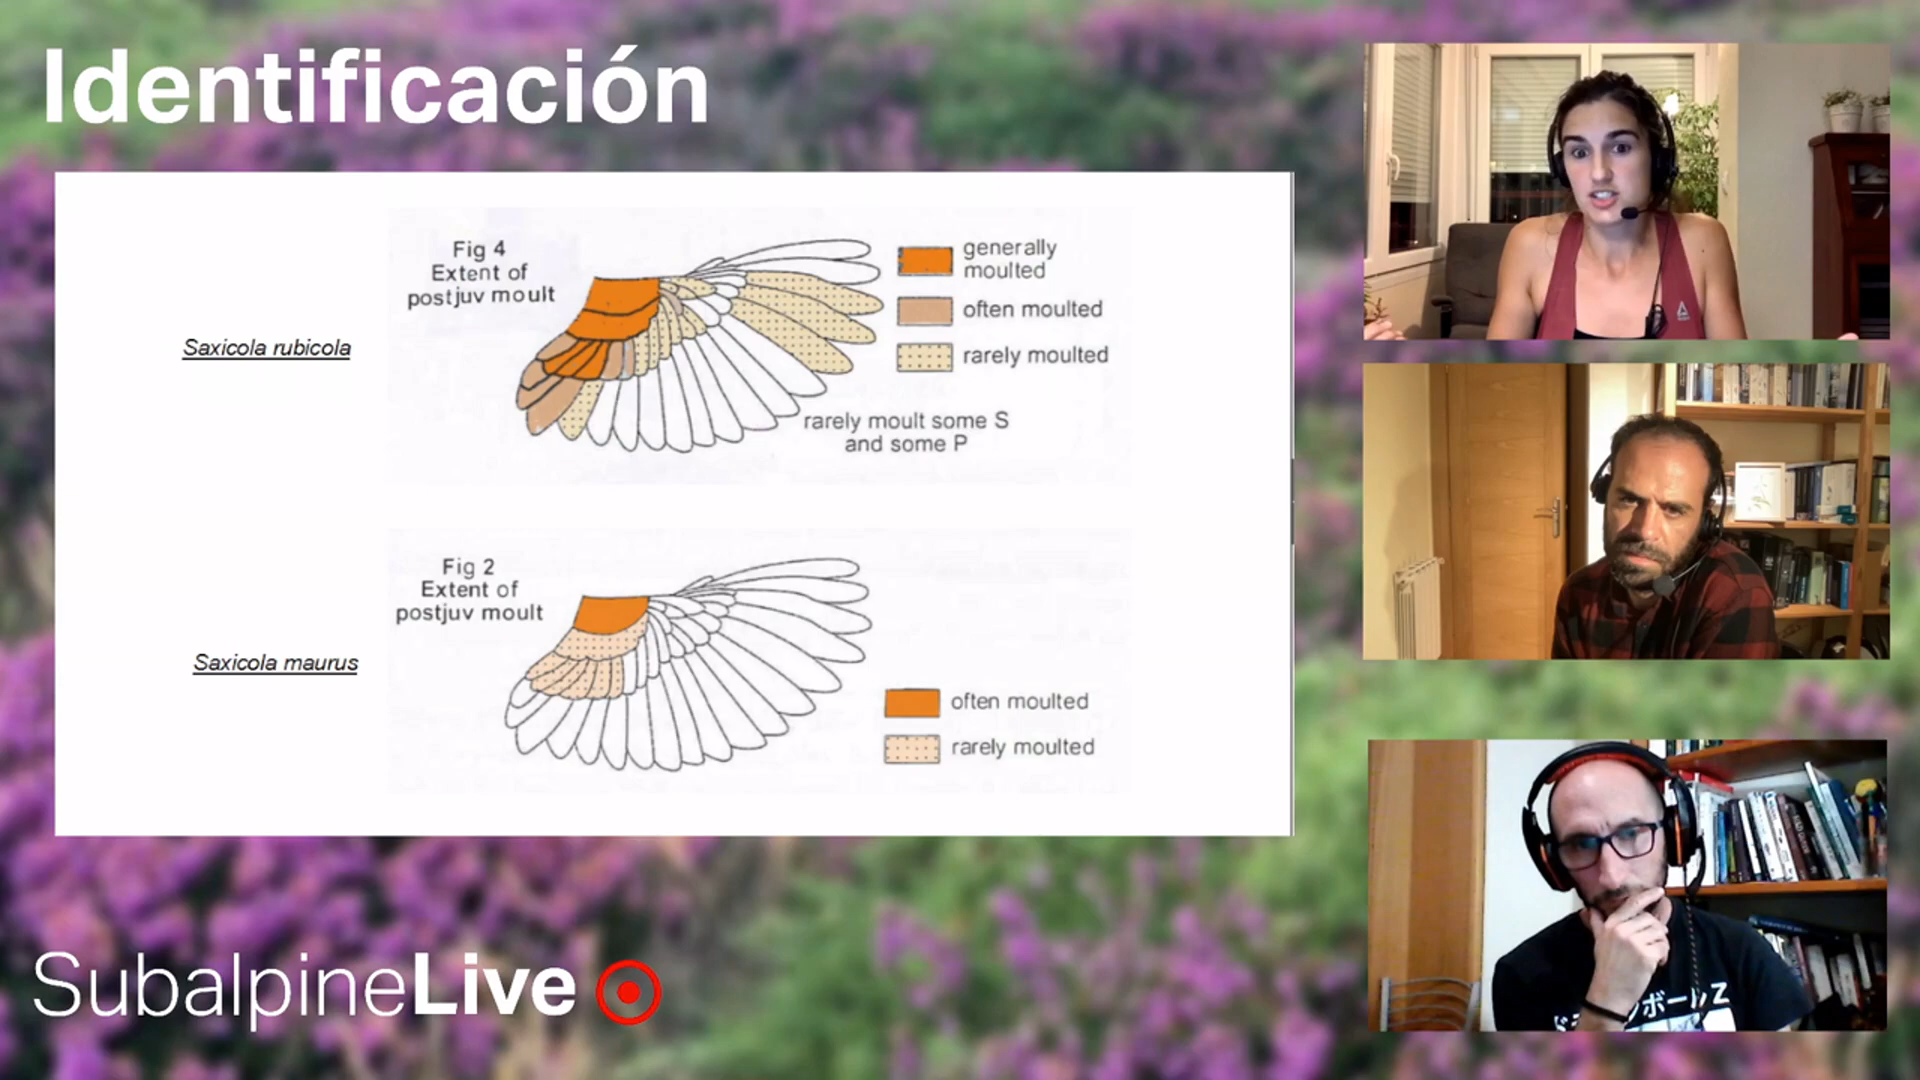 Identificación
Fig 4
Extent of
postjuv moult
Saxicola rubicola
generally
moulted
often moulted
rarely moulted
rarely moult some S
and some P
Fig 2
Extent of
postjuv moult
Saxicola maurus
often moulted
rarely moulted
SubalpineLive